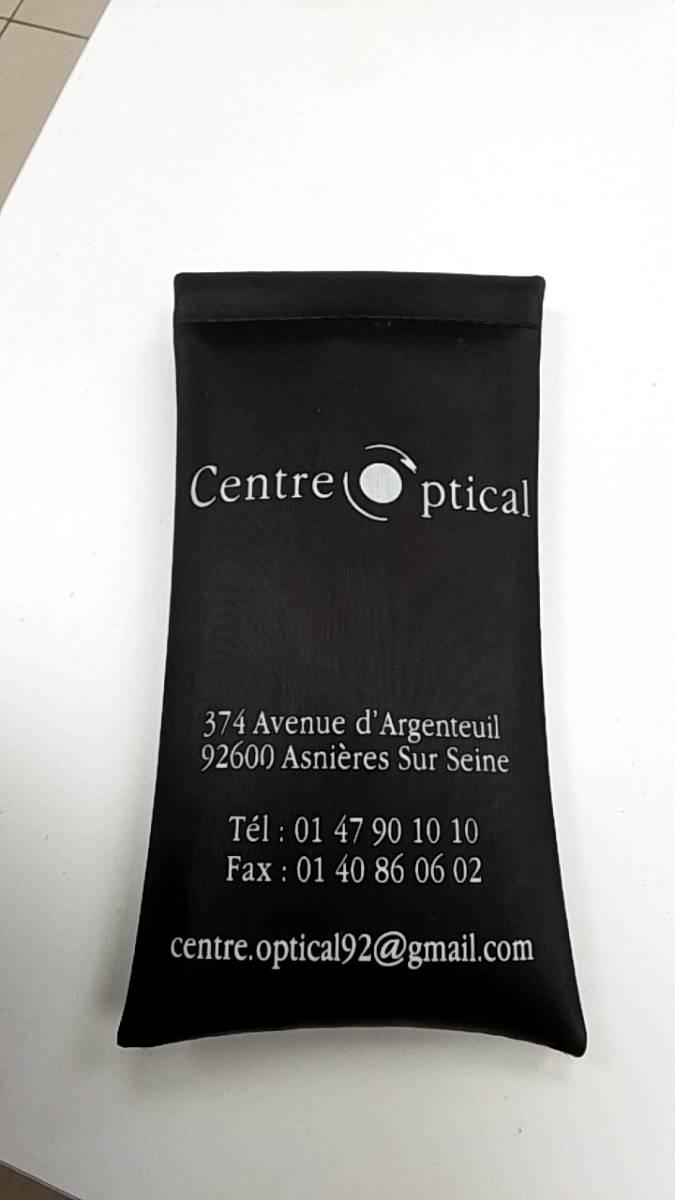 Centre Optical
374 Avenue d'Argenteuil
92600 Asnières Sur Seine
Tél : 01 47 90 10 10
Fax : 01 40 86 06 02
centre.optical92@gmail.com